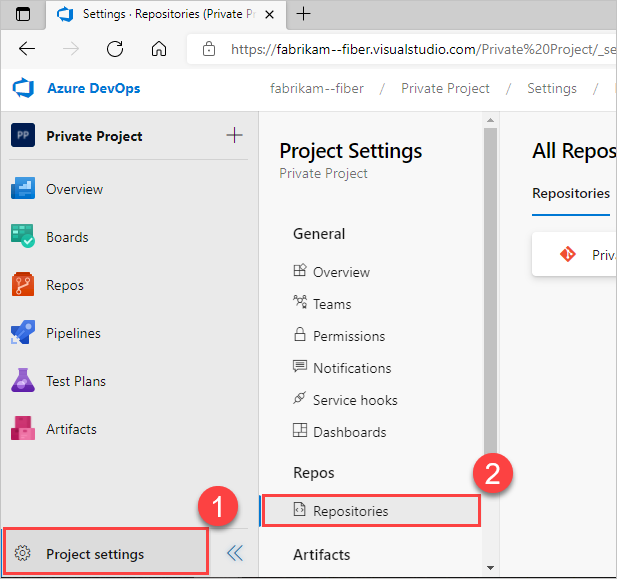 Settings · Repositories (Private Pr
https://fabrikam--fiber.visualstudio.com/Private%20Project/_se
Azure DevOps
fabrikam--fiber / Private Project / Settings /
PP Private Project
Overview
Boards
Repos
Pipelines
Test Plans
Artifacts
1
Project settings
Project Settings
Private Project
General
Overview
Teams
Permissions
Notifications
Service hooks
Dashboards
Repos
2
Repositories
Artifacts
All Repos
Repositories
Priva